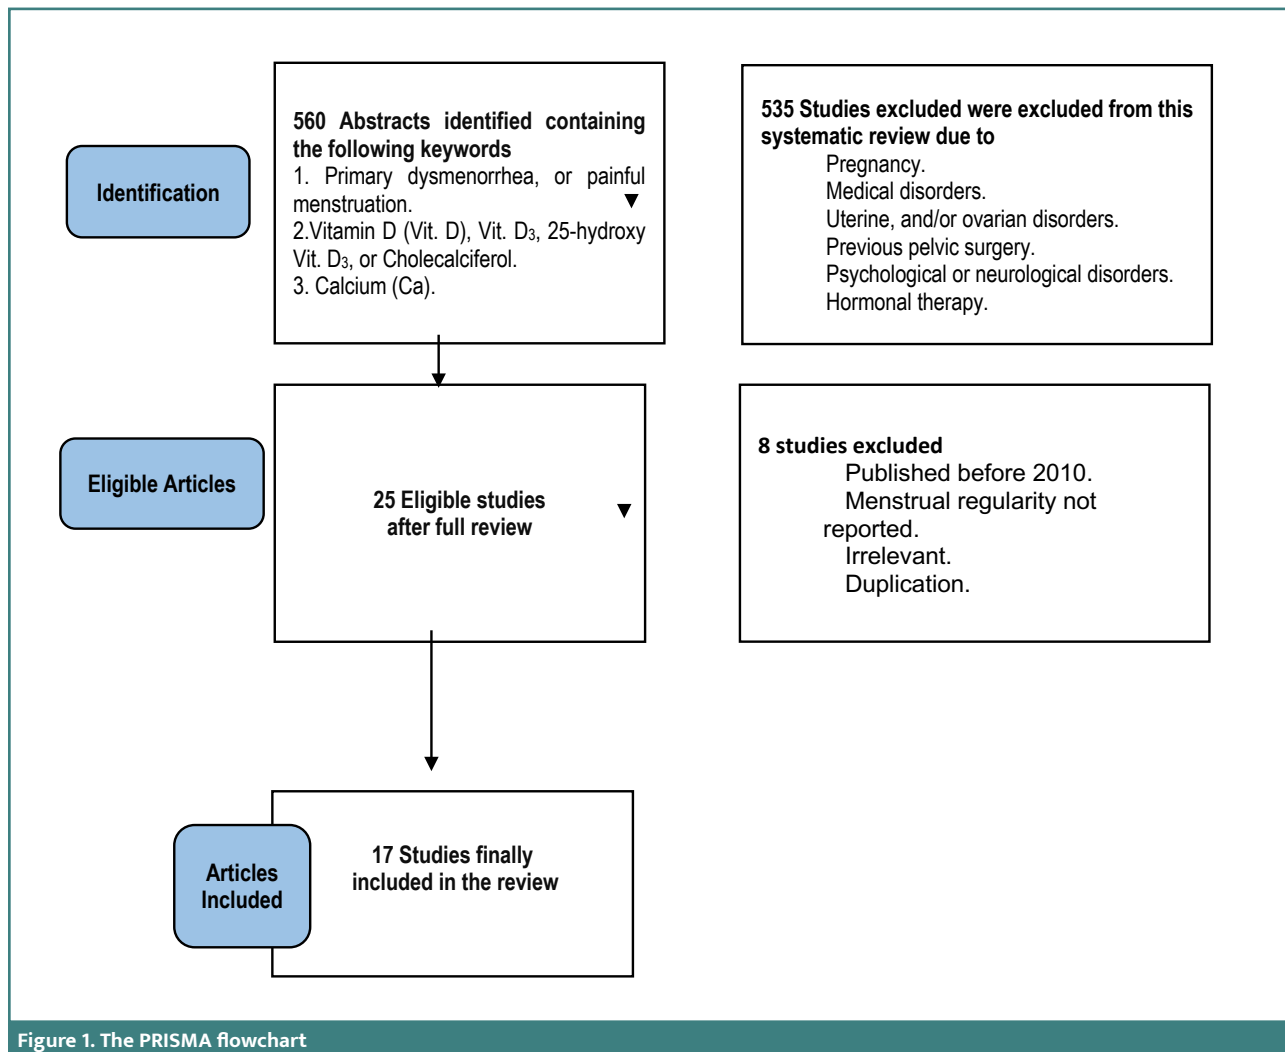 Identification
560 Abstracts identified containing
the following keywords
1. Primary dysmenorrhea, or painful
menstruation.
2.Vitamin D (Vit. D), Vit. D₃, 25-hydroxy
Vit. D₃, or Cholecalciferol.
3. Calcium (Ca).
535 Studies excluded were excluded from this
systematic review due to
Pregnancy.
Medical disorders.
Uterine, and/or ovarian disorders.
Previous pelvic surgery.
Psychological or neurological disorders.
Hormonal therapy.
Eligible Articles
25 Eligible studies
after full review
8 studies excluded
Published before 2010.
Menstrual regularity not
reported.
Irrelevant.
Duplication.
Articles
Included
17 Studies finally
included in the review
Figure 1. The PRISMA flowchart